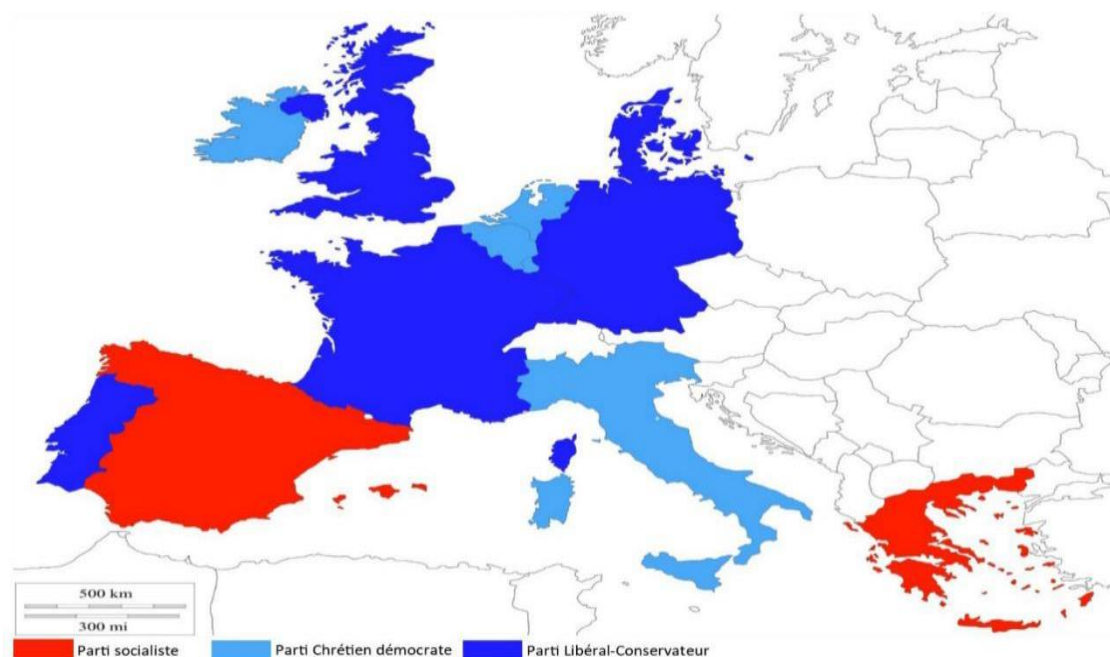 500 km
300 mi
Parti socialiste
Parti Chrétien démocrate
Parti Libéral-Conservateur